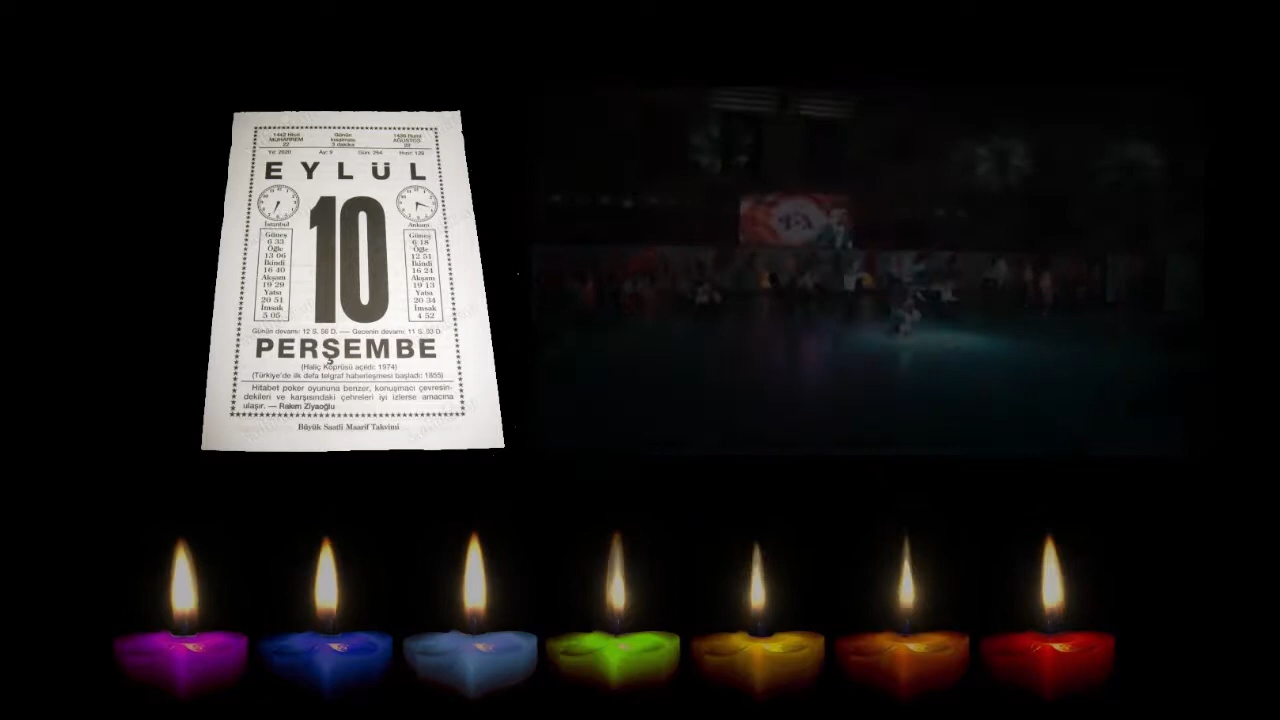 1442 Hicri Günün 1436 Rumi
MUHARREM kısalması AĞUSTOS
22 3 dakika 28
Yıl: 2020 Ay: 9 Gün: 254 Hızır: 128
EYLÜL
10
İstanbul
Güneş
6 33
Öğle
13 06
İkindi
16 40
Akşam
19 29
Yatsı
20 51
İmsak
5 05
Ankara
Güneş
6 18
Öğle
12 51
İkindi
16 24
Akşam
19 13
Yatsı
20 34
İmsak
4 52
Günün devamı: 12 S. 56 D. — Gecenin devamı: 11 S. 03 D.
PERŞEMBE
(Haliç Köprüsü açıldı: 1974)
(Türkiye'de ilk defa telgraf haberleşmesi başladı: 1855)
Hitabet poker oyununa benzer, konuşmacı çevresin-
dekileri ve karşısındaki çehreleri iyi izlerse amacına
ulaşır. — Rakım Ziyaoğlu
Büyük Saatli Maarif Takvimi